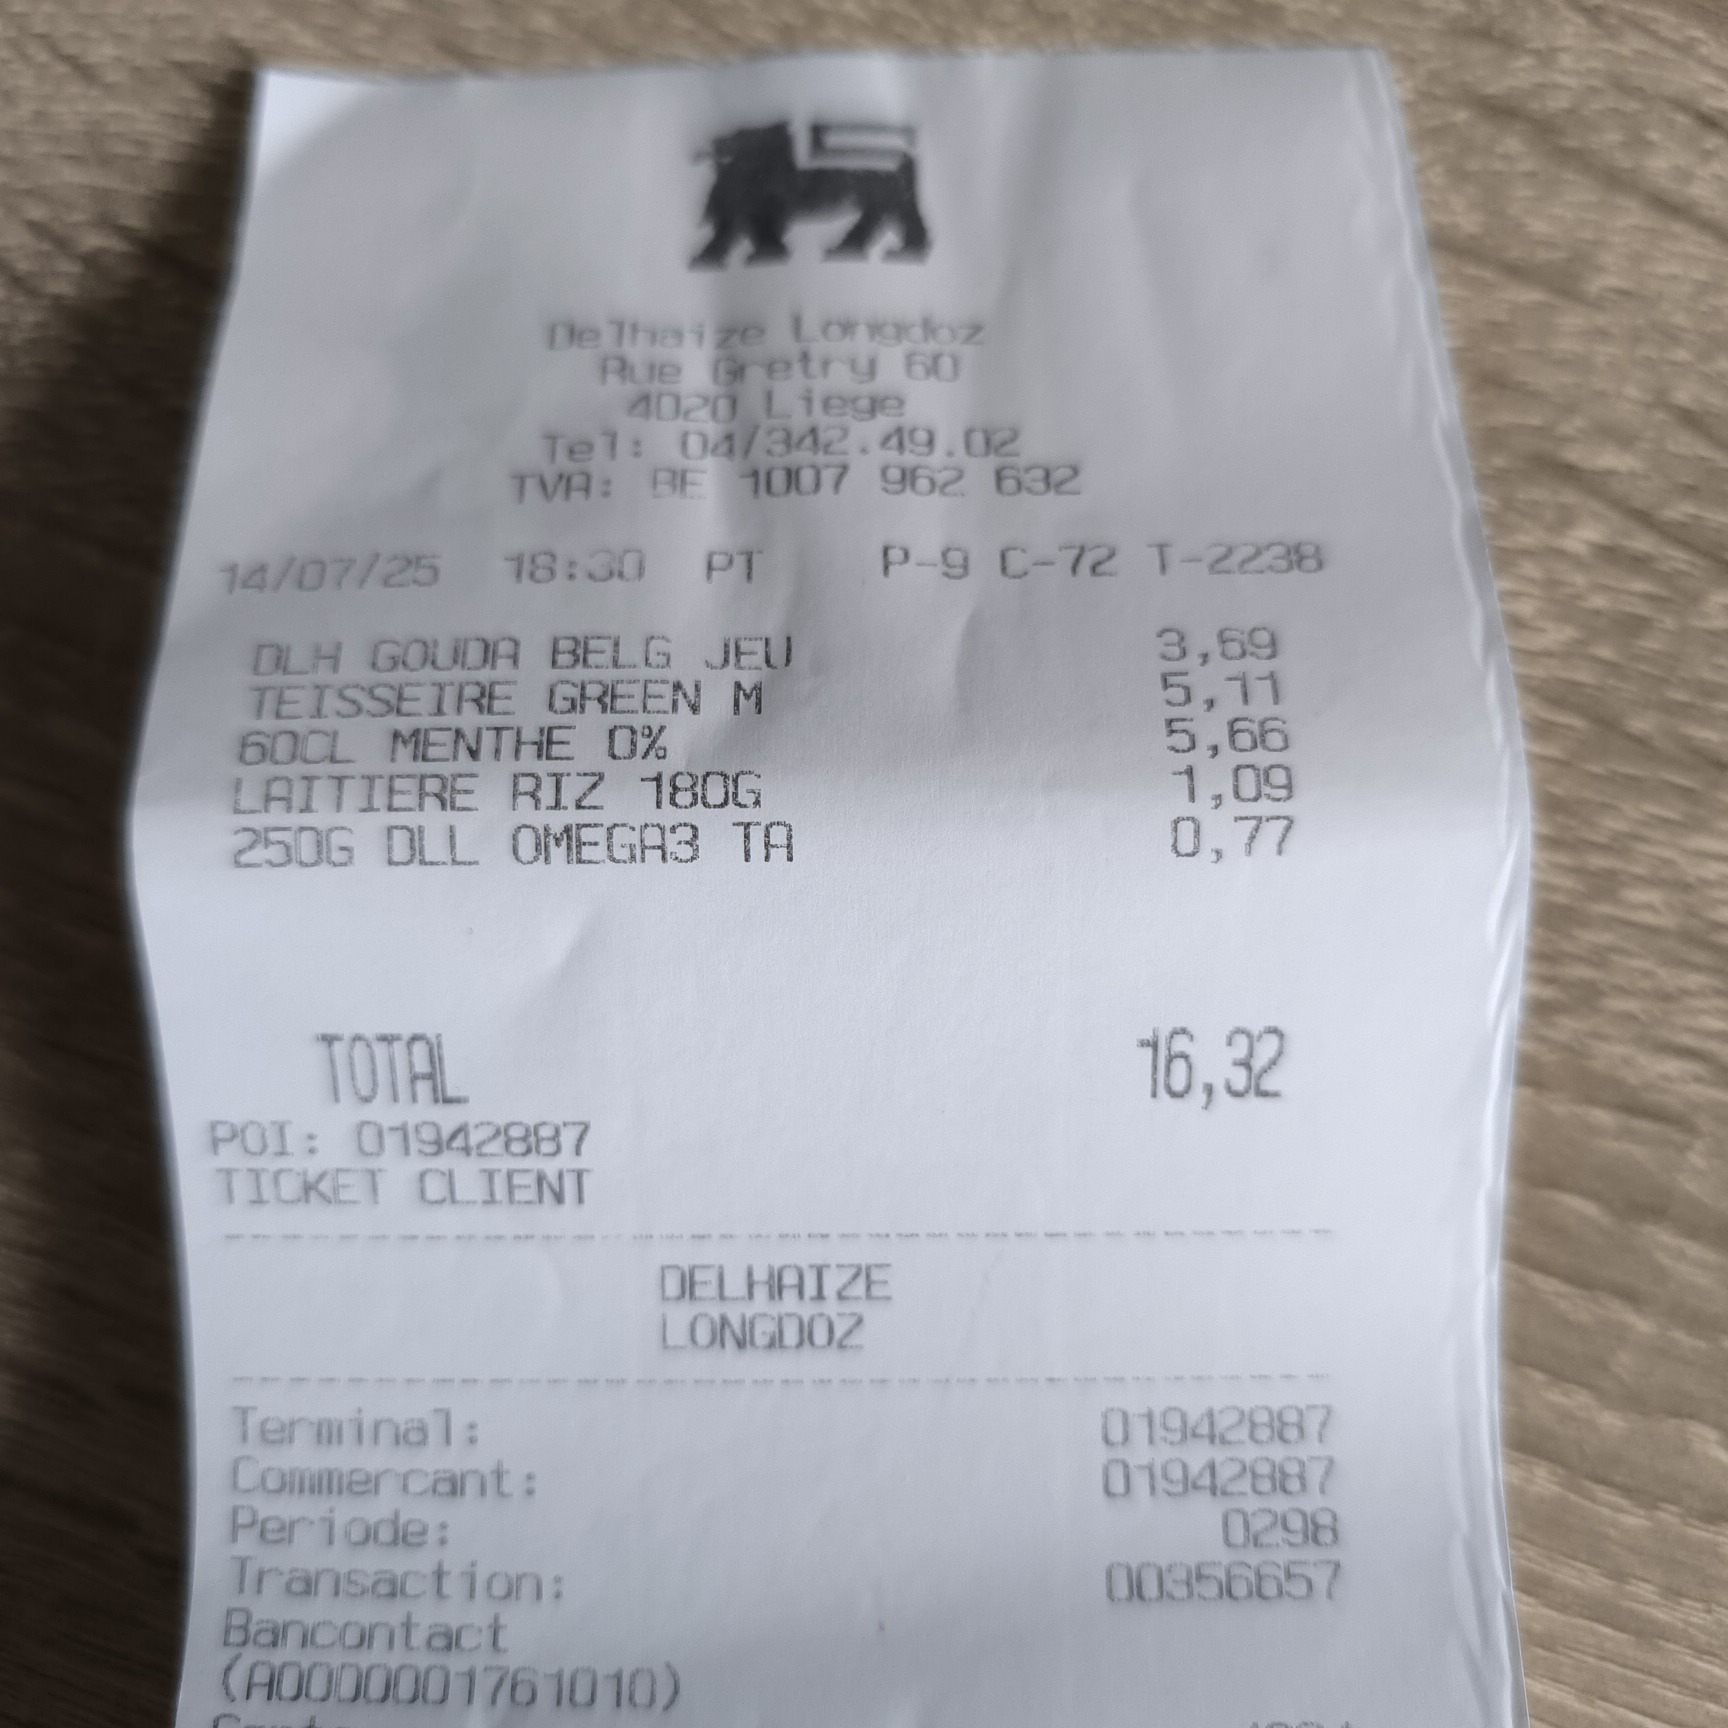 Delhaize Longdoz
Rue Gretry 60
4020 Liege
Tel: 04/342.49.02
TVA: BE 1007 962 632
14/07/25 18:30 PT P-9 C-72 T-2238
DLH GOUDA BELG JEU 3,69
TEISSEIRE GREEN M 5,11
60CL MENTHE 0% 5,66
LAITIERE RIZ 180G 1,09
250G DLL OMEGA3 TA 0,77
TOTAL 16,32
POI: 01942887
TICKET CLIENT
DELHAIZE
LONGDOZ
Terminal: 01942887
Commercant: 01942887
Periode: 0298
Transaction: 00356657
Bancontact
(A0000001761010)